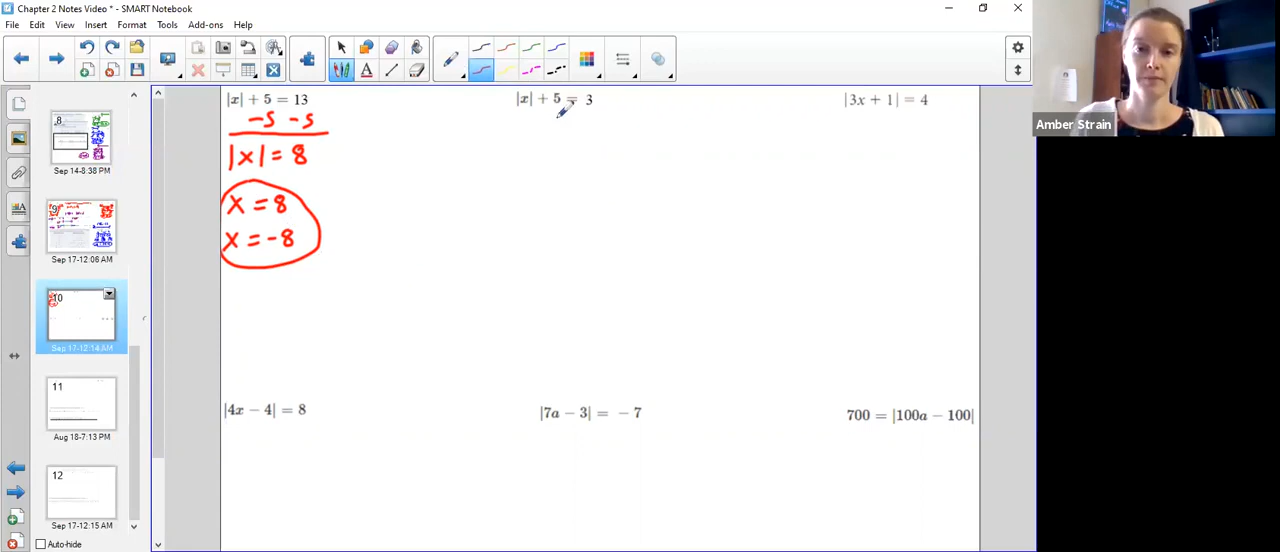 Chapter 2 Notes Video * - SMART Notebook
File Edit View Insert Format Tools Add-ons Help
|x| + 5 = 13
-5 -5
|x| = 8
x = 8
x = -8
|x| + 5 = 3
|3x + 1| = 4
Amber Strain
8
Sep 14-8:38 PM
9
Sep 17-12:06 AM
10
Sep 17-12:14 AM
11
Aug 18-7:13 PM
12
Sep 17-12:15 AM
Auto-hide
|4x − 4| = 8
|7a − 3| = − 7
700 = |100a − 100|